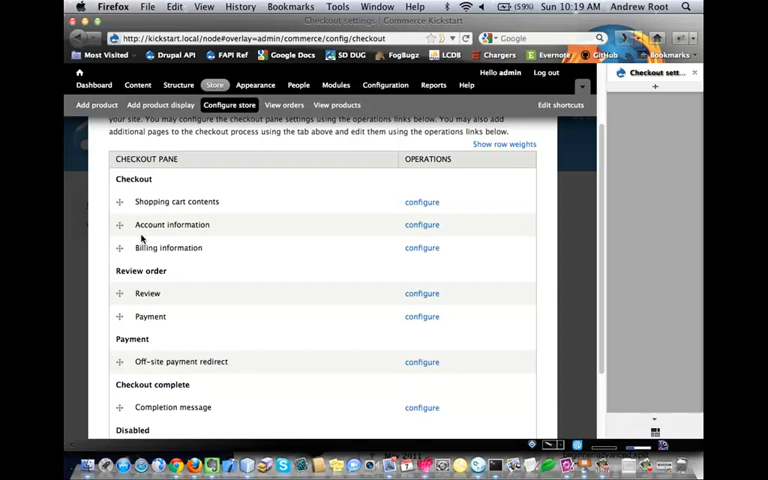 Firefox File Edit View History Bookmarks Tools Window Help (59%) Sun 10:19 AM Andrew Root
Checkout settings | Commerce Kickstart
http://kickstart.local/node#overlay=admin/commerce/config/checkout Google
Most Visited Drupal API FAPI Ref Google Docs SD DUG FogBugz LCDB Chargers Evernote GitHub Bookmarks
Hello admin Log out
Checkout sett...
Dashboard Content Structure Store Appearance People Modules Configuration Reports Help
Add product Add product display Configure store View orders View products Edit shortcuts
your site. You may configure the checkout pane settings using the operations links below. You may also add
additional pages to the checkout process using the tab above and edit them using the operations links below.
Show row weights
CHECKOUT PANE OPERATIONS
Checkout
Shopping cart contents configure
Account information configure
Billing information configure
Review order
Review configure
Payment configure
Payment
Off-site payment redirect configure
Checkout complete
Completion message configure
Disabled